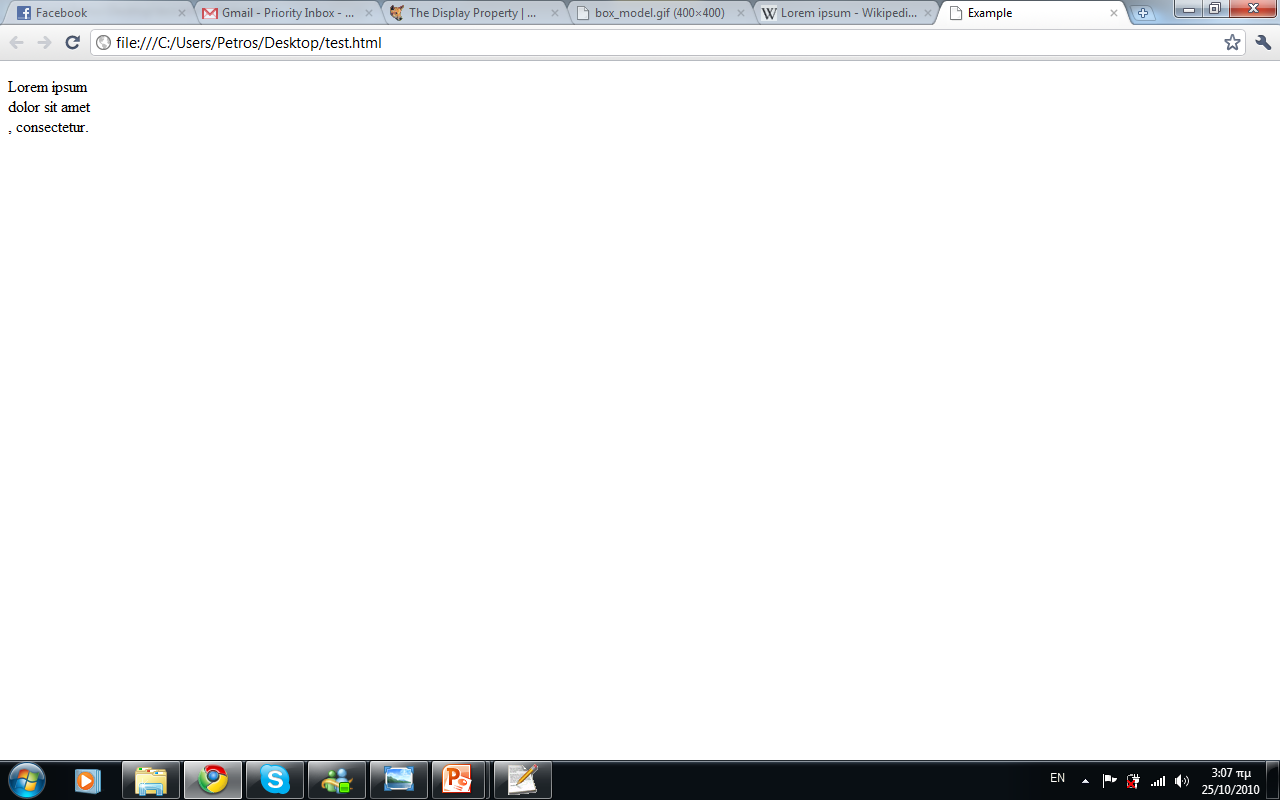 Facebook
Gmail - Priority Inbox - ...
The Display Property | ...
box_model.gif (400×400)
Lorem ipsum - Wikipedi...
Example
file:///C:/Users/Petros/Desktop/test.html
Lorem ipsum
dolor sit amet
, consectetur.
EN
3:07 πμ
25/10/2010